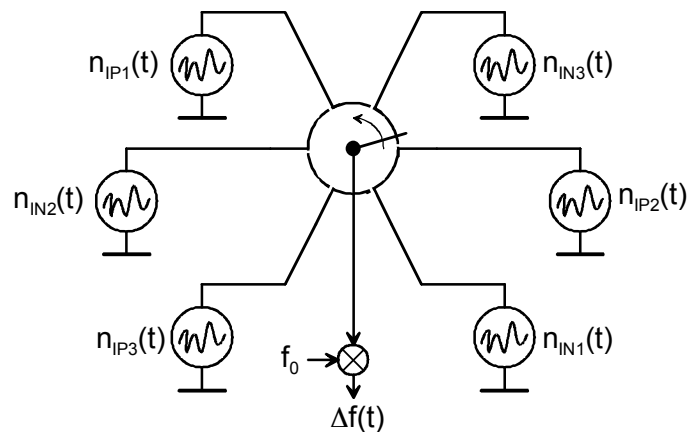 n_IP1(t)
n_IN3(t)
n_IN2(t)
n_IP2(t)
n_IP3(t)
n_IN1(t)
f_0
Δf(t)